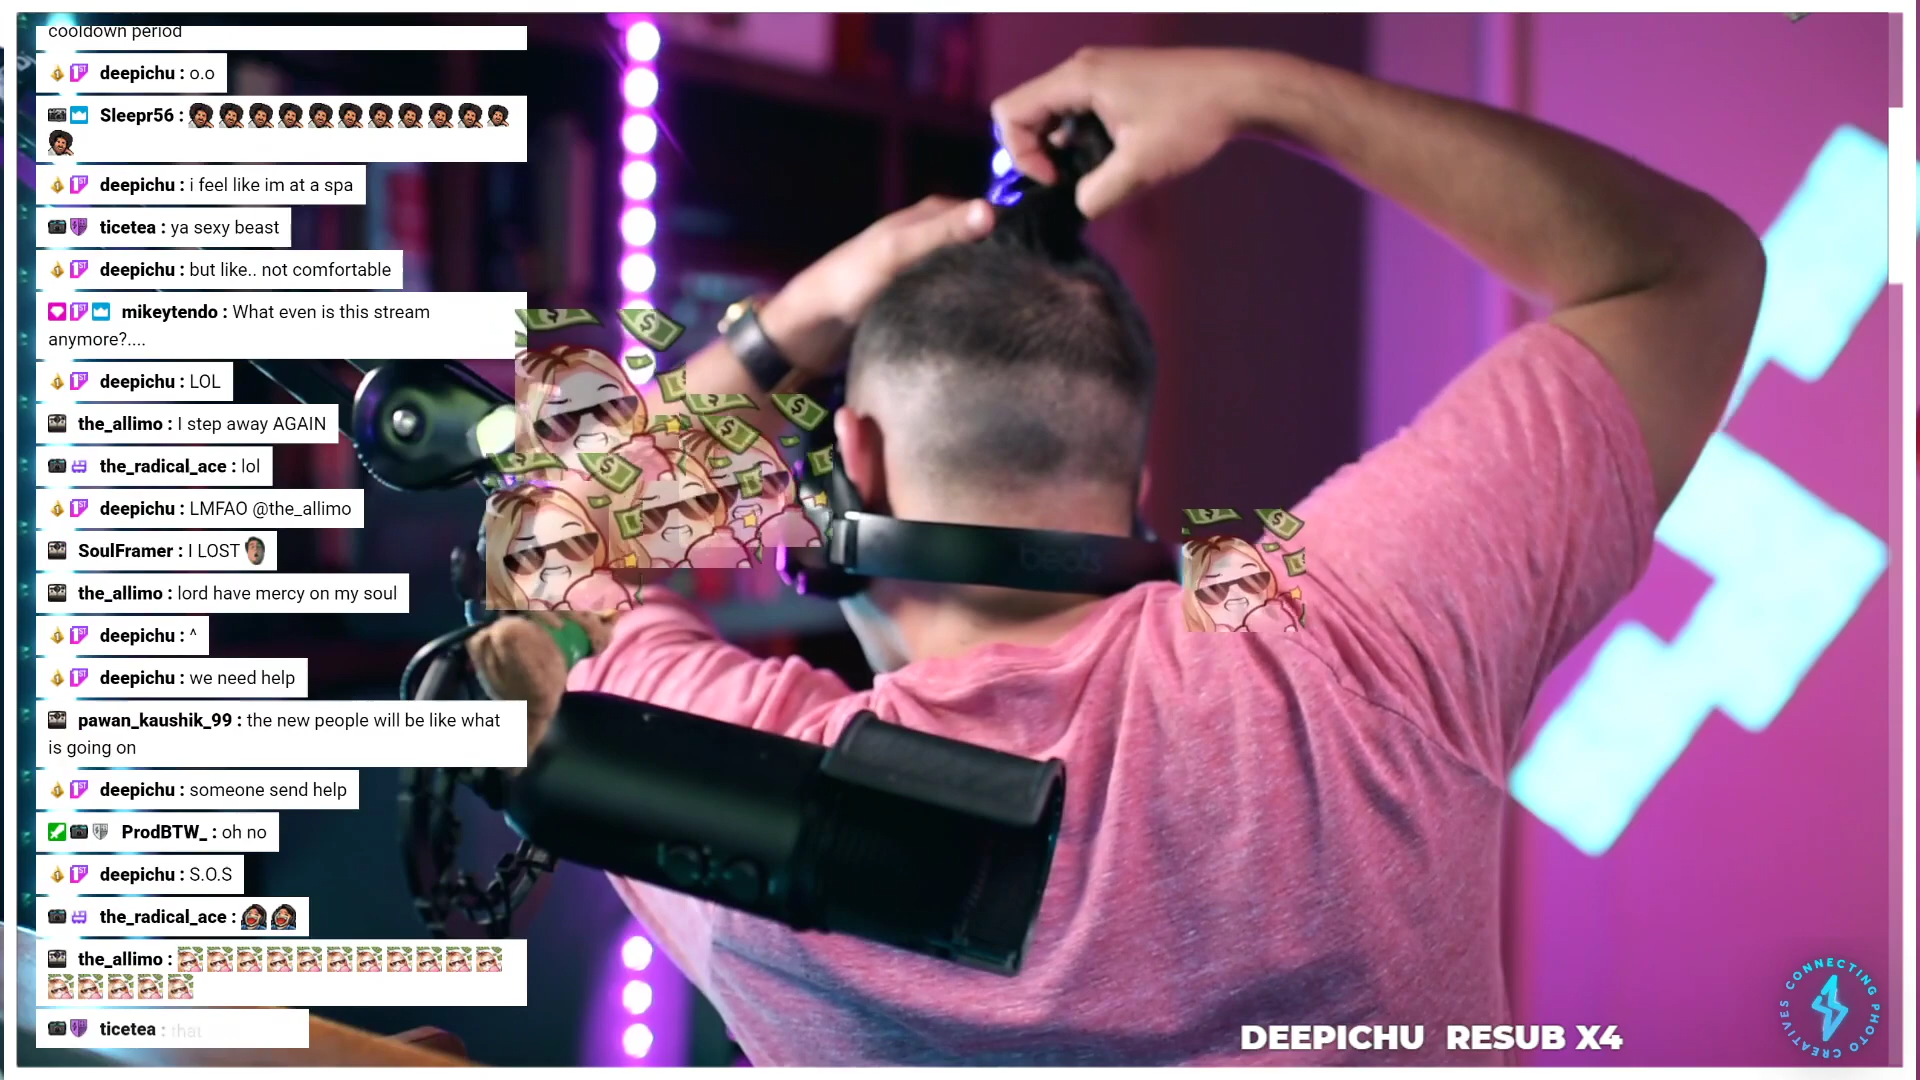 cooldown period
deepichu : o.o
Sleepr56 :
deepichu : i feel like im at a spa
ticetea : ya sexy beast
deepichu : but like.. not comfortable
mikeytendo : What even is this stream
anymore?....
deepichu : LOL
the_allimo : I step away AGAIN
the_radical_ace : lol
deepichu : LMFAO @the_allimo
SoulFramer : I LOST
the_allimo : lord have mercy on my soul
deepichu : ^
deepichu : we need help
pawan_kaushik_99 : the new people will be like what
is going on
deepichu : someone send help
ProdBTW_ : oh no
deepichu : S.O.S
the_radical_ace :
the_allimo :
ticetea : that
beats
DEEPICHU RESUB X4
CONNECTING PHOTO CREATIVES